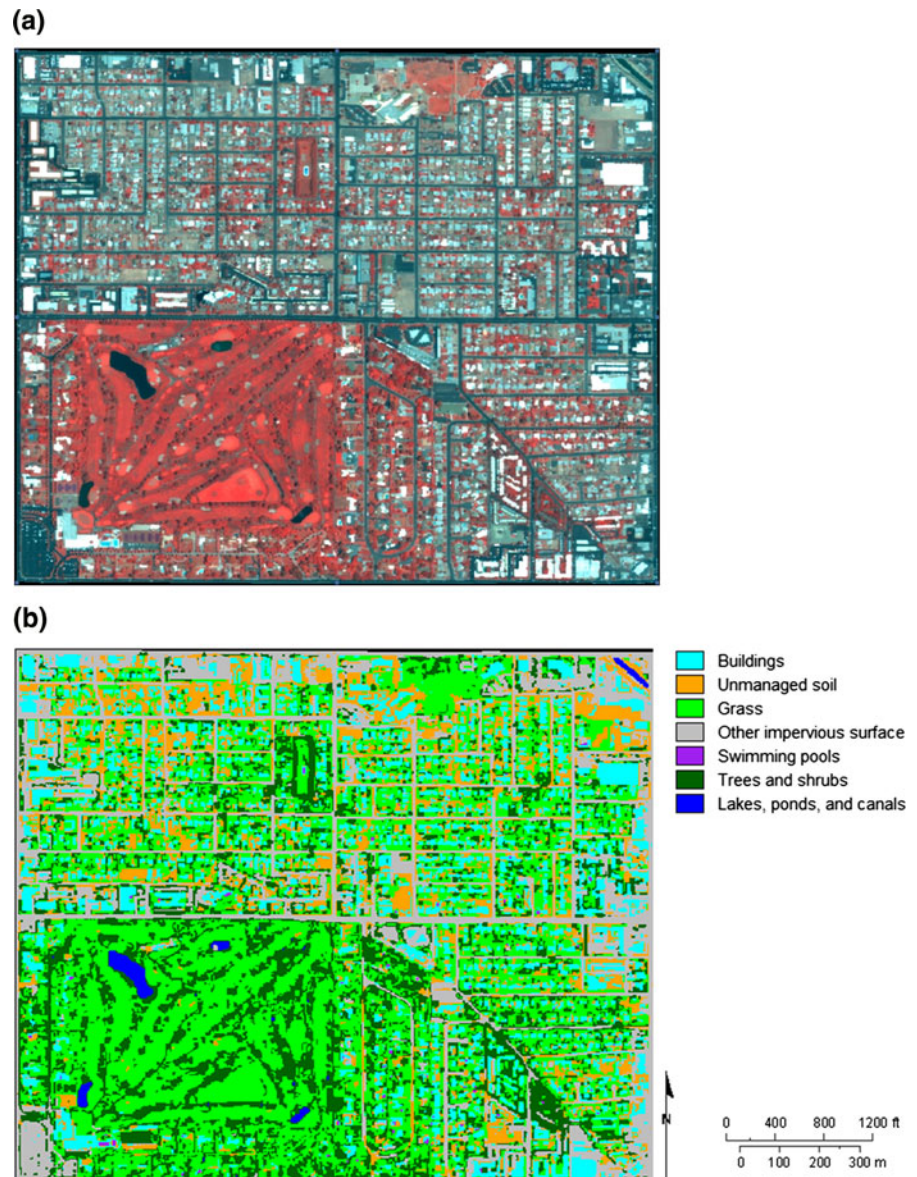 (a)
(b)
Buildings
Unmanaged soil
Grass
Other impervious surface
Swimming pools
Trees and shrubs
Lakes, ponds, and canals
N
0 400 800 1200 ft
0 100 200 300 m